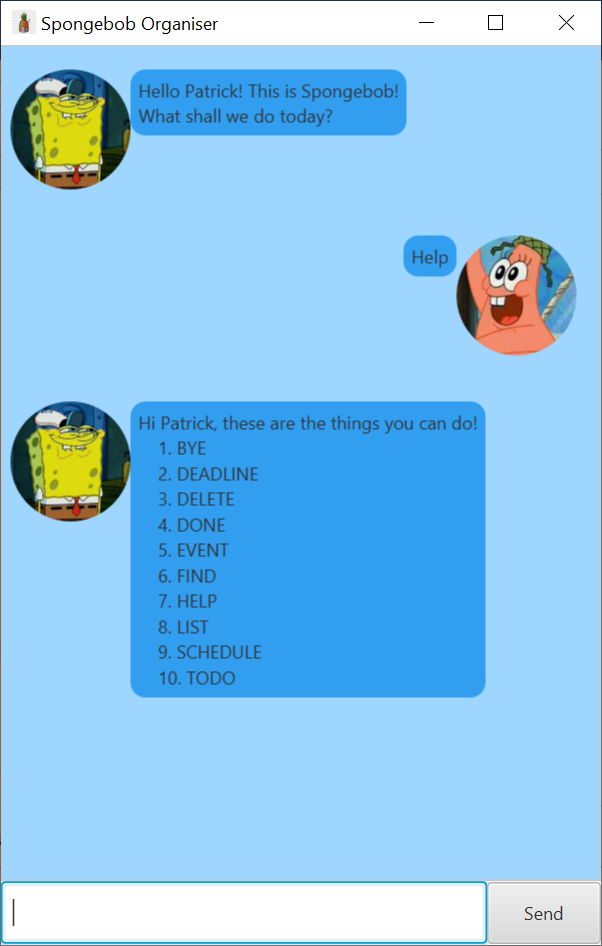 Spongebob Organiser
Hello Patrick! This is Spongebob!
What shall we do today?
Help
Hi Patrick, these are the things you can do!
1. BYE
2. DEADLINE
3. DELETE
4. DONE
5. EVENT
6. FIND
7. HELP
8. LIST
9. SCHEDULE
10. TODO
Send